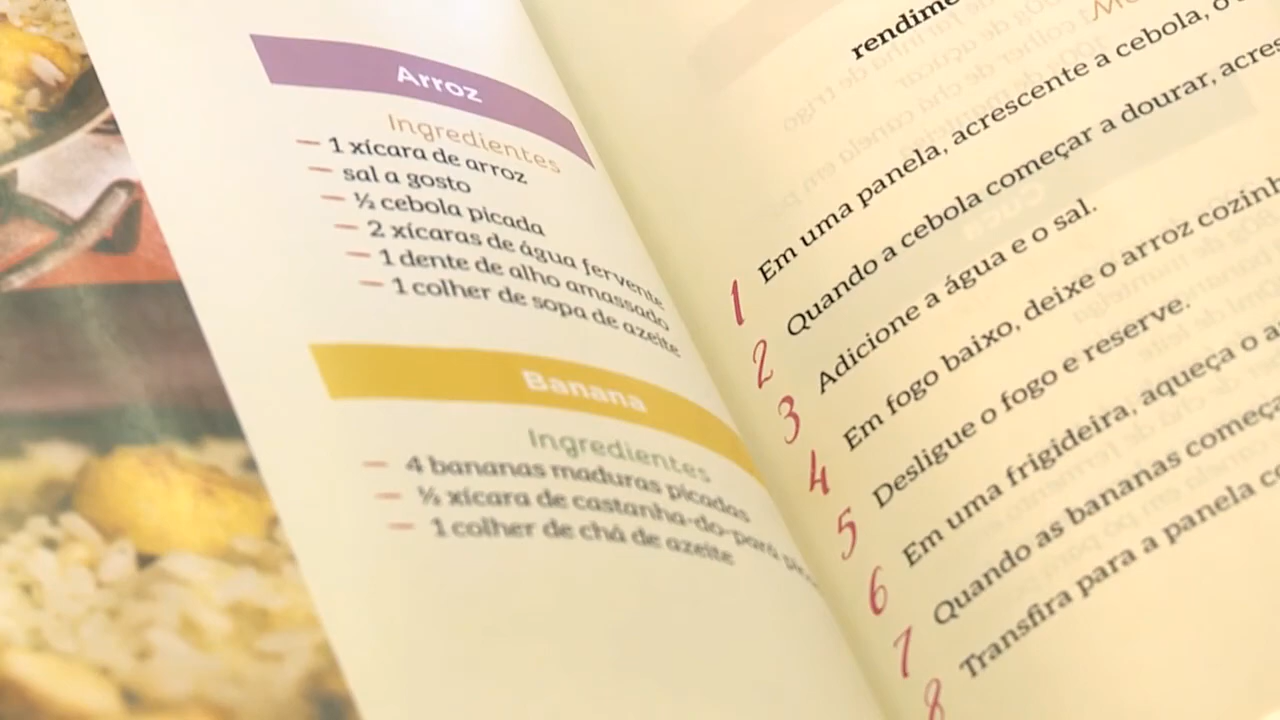 Arroz
Ingredientes
— 1 xícara de arroz
— sal a gosto
— ½ cebola picada
— 2 xícaras de água fervente
— 1 dente de alho amassado
— 1 colher de sopa de azeite
Banana
Ingredientes
— 4 bananas maduras picadas
— ½ xícara de castanha-do-pará
— 1 colher de chá de azeite
1 Em uma panela, acrescente a cebola, o
2 Quando a cebola começar a dourar,
3 Adicione a água e o sal.
4 Em fogo baixo, deixe o arroz
5 Desligue o fogo e reserve.
6 Em uma frigideira, aqueça o
7 Quando as bananas
8 Transfira para a panela